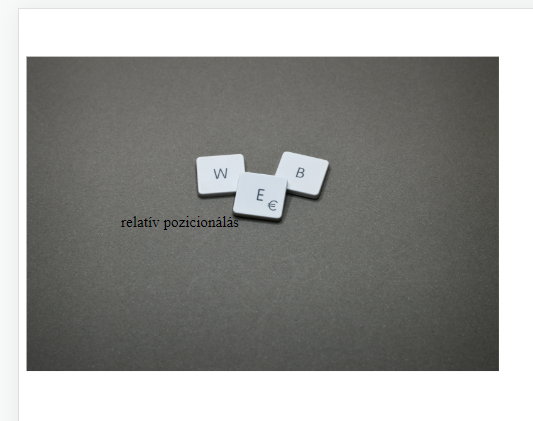 W B
E €
relatív pozicionálás